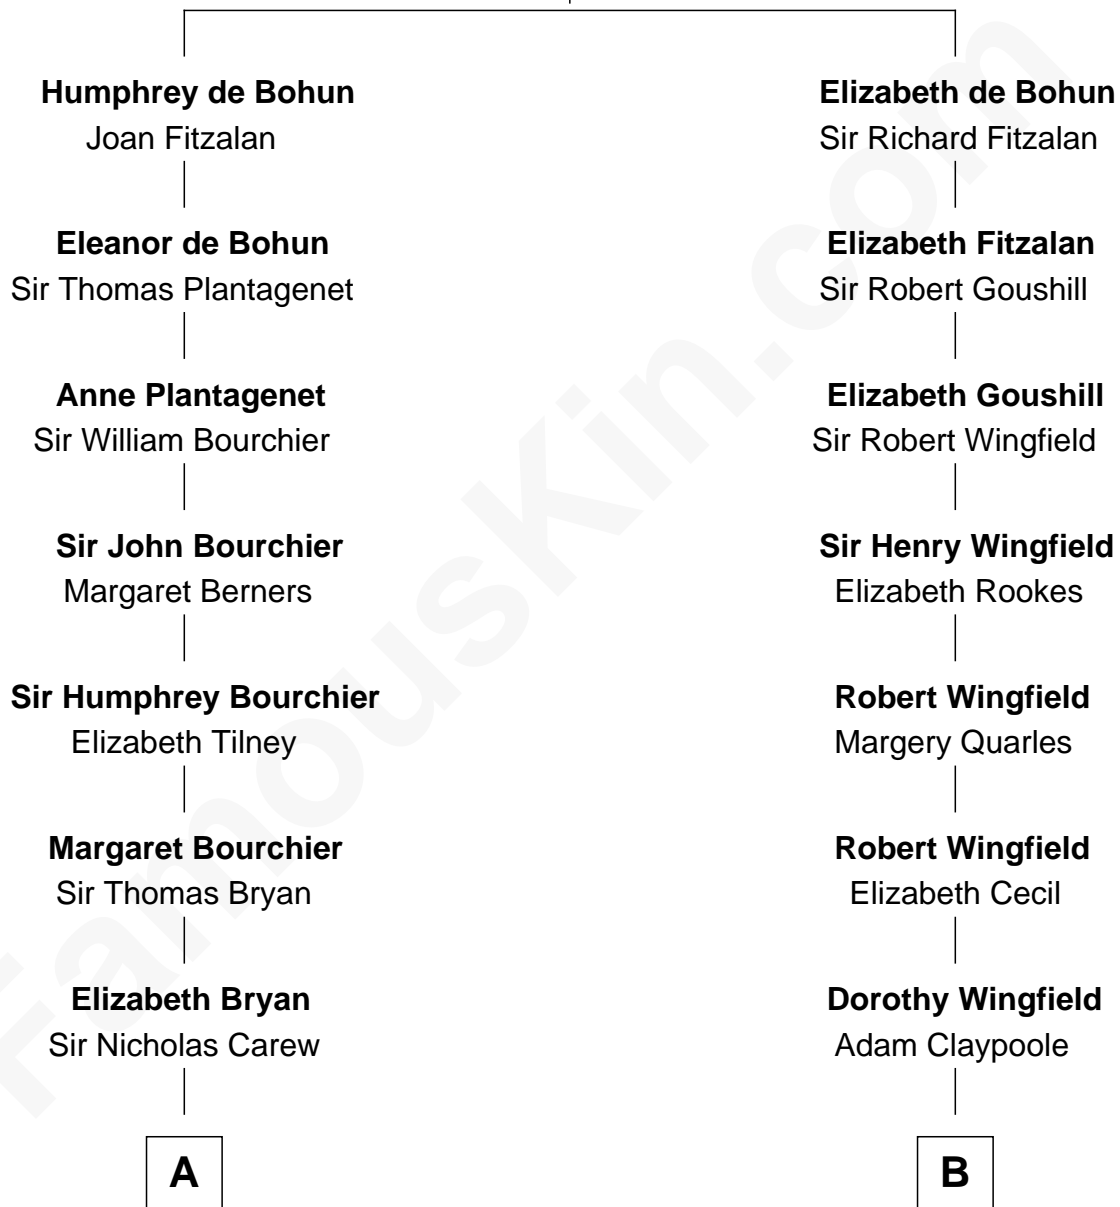 Humphrey de Bohun
Joan Fitzalan
Eleanor de Bohun
Sir Thomas Plantagenet
Anne Plantagenet
Sir William Bourchier
Sir John Bourchier
Margaret Berners
Sir Humphrey Bourchier
Elizabeth Tilney
Margaret Bourchier
Sir Thomas Bryan
Elizabeth Bryan
Sir Nicholas Carew
A
Elizabeth de Bohun
Sir Richard Fitzalan
Elizabeth Fitzalan
Sir Robert Goushill
Elizabeth Goushill
Sir Robert Wingfield
Sir Henry Wingfield
Elizabeth Rookes
Robert Wingfield
Margery Quarles
Robert Wingfield
Elizabeth Cecil
Dorothy Wingfield
Adam Claypoole
B
FamousKin.com